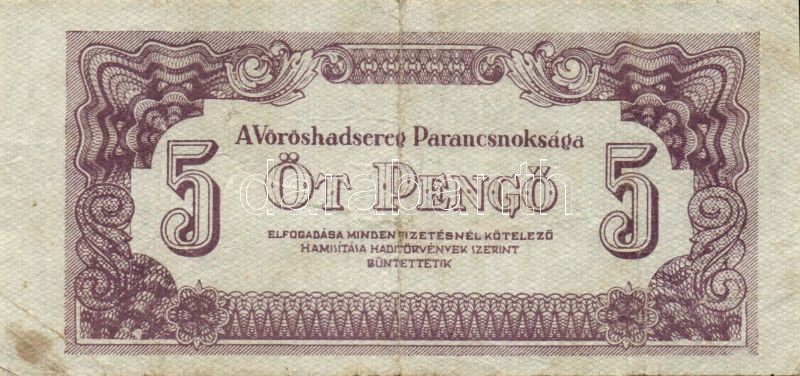 A Vöröshadsereg Parancsnoksága
5 ÖT PENGŐ 5
ELFOGADÁSA MINDEN FIZETÉSNÉL KÖTELEZŐ
HAMISÍTÁSA HADITÖRVÉNYEK SZERINT
BÜNTETTETIK